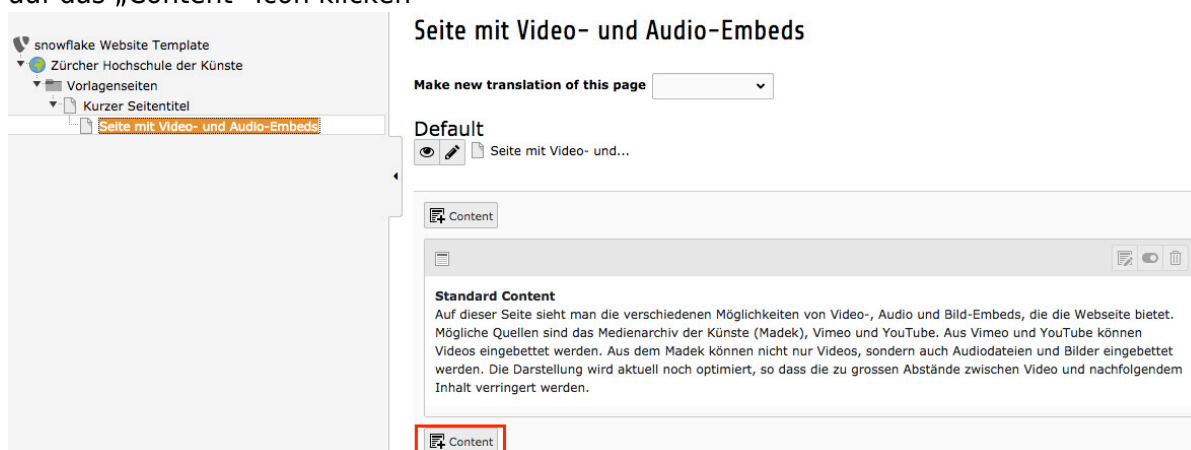 auf das „Content“ Icon klicken
snowflake Website Template
Zürcher Hochschule der Künste
Vorlagenseiten
Kurzer Seitentitel
Seite mit Video- und Audio-Embeds
Seite mit Video- und Audio-Embeds
Make new translation of this page
Default
Seite mit Video- und...
Content
Standard Content
Auf dieser Seite sieht man die verschiedenen Möglichkeiten von Video-, Audio und Bild-Embeds, die die Webseite bietet.
Mögliche Quellen sind das Medienarchiv der Künste (Madek), Vimeo und YouTube. Aus Vimeo und YouTube können
Videos eingebettet werden. Aus dem Madek können nicht nur Videos, sondern auch Audiodateien und Bilder eingebettet
werden. Die Darstellung wird aktuell noch optimiert, so dass die zu grossen Abstände zwischen Video und nachfolgendem
Inhalt verringert werden.
Content